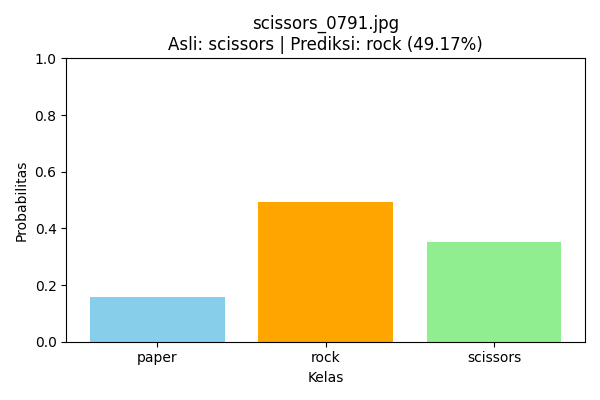 scissors_0791.jpg
Asli: scissors | Prediksi: rock (49.17%)
1.0
0.8
0.6
0.4
0.2
0.0
Probabilitas
paper
rock
scissors
Kelas